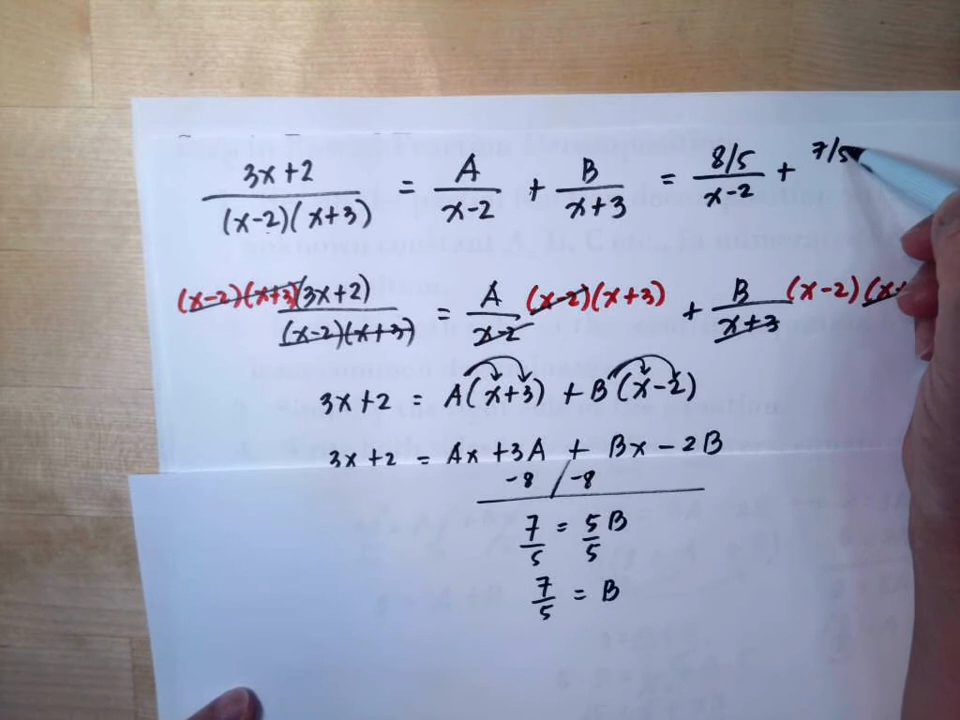 3x+2 / (x-2)(x+3) = A / x-2 + B / x+3 = 8/5 / x-2 + 7/5
(x-2)(x+3)(3x+2) / (x-2)(x+3) = A / x-2 (x-2)(x+3) + B / x+3 (x-2)
3x+2 = A(x+3) + B(x-2)
3x+2 = Ax+3A + Bx-2B
-8 / -8
7/5 = 5/5 B
7/5 = B